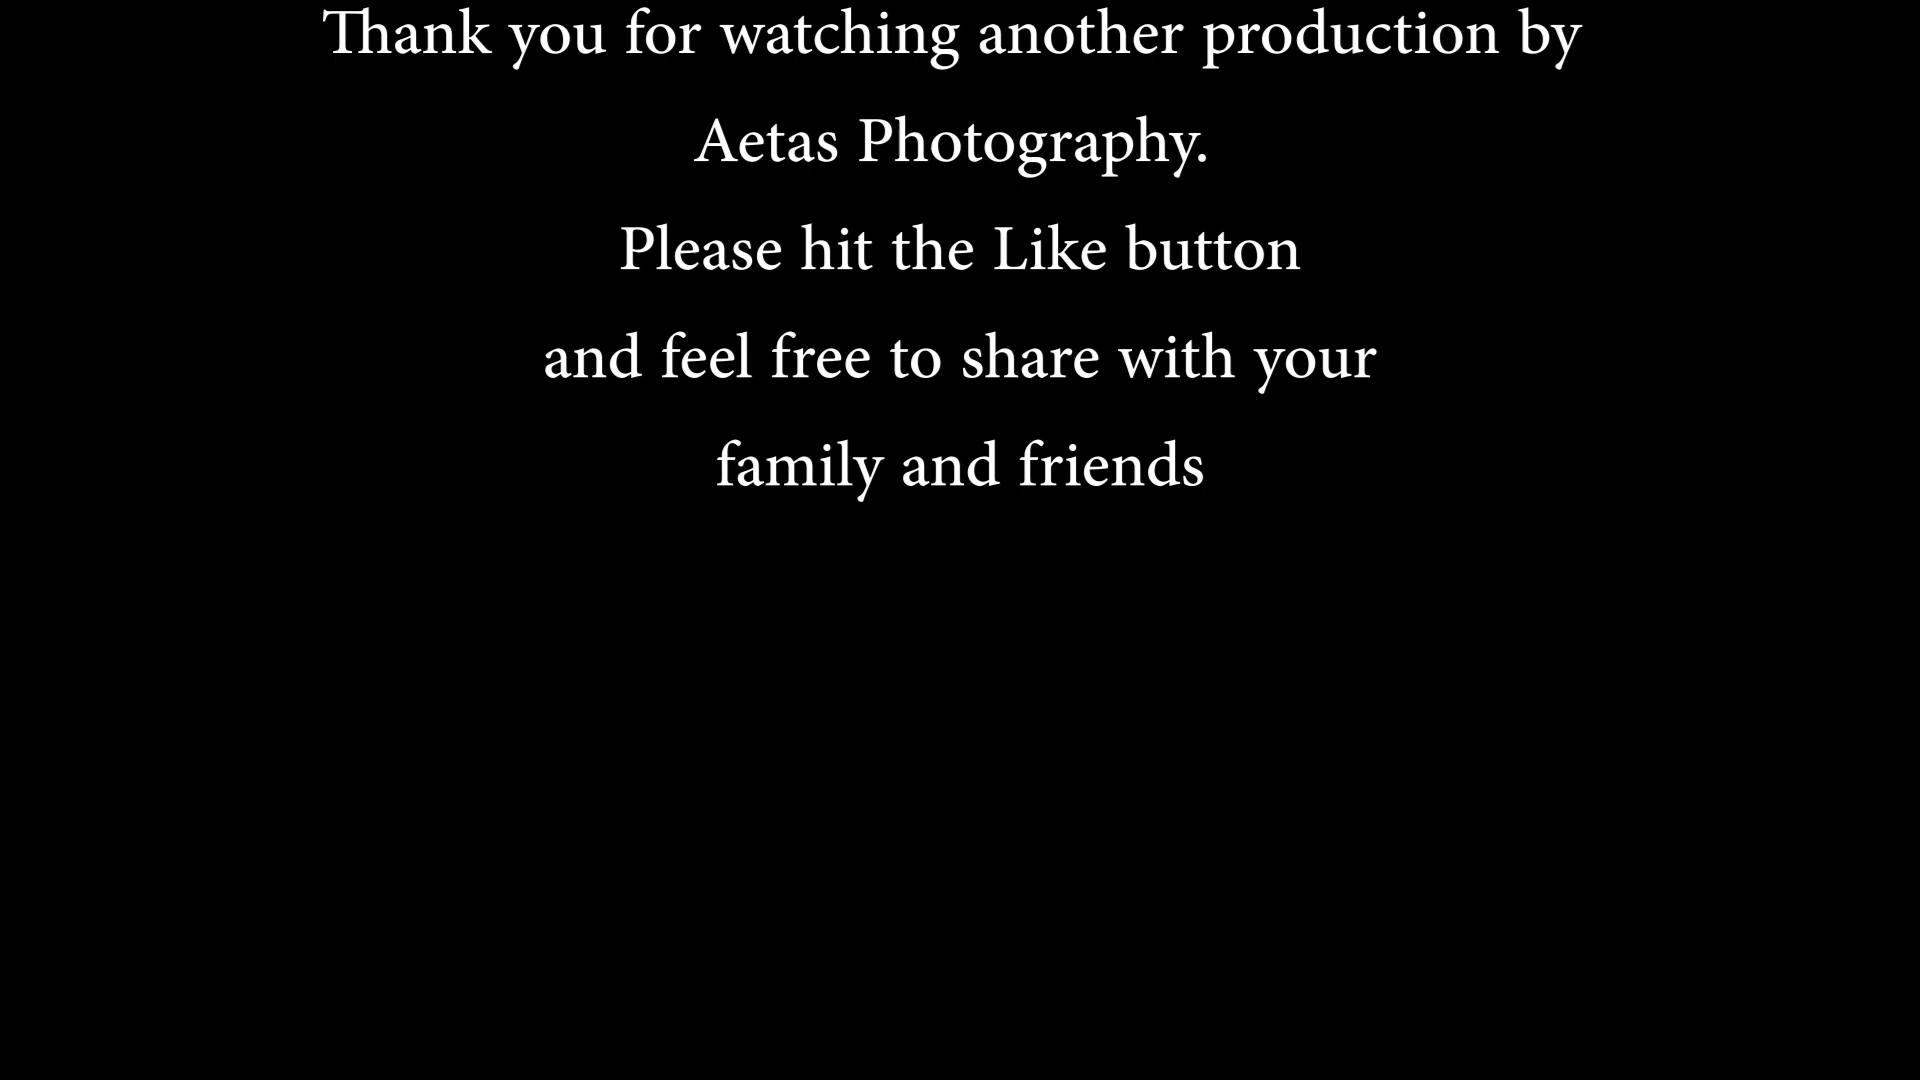 Thank you for watching another production by
Aetas Photography.
Please hit the Like button
and feel free to share with your
family and friends